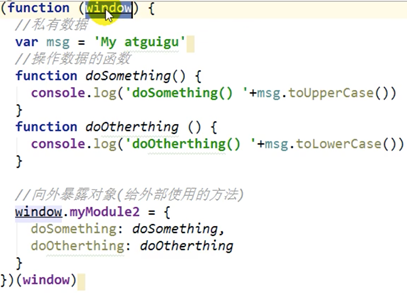 (function (window) {
//私有数据
var msg = 'My atguigu'
//操作数据的函数
function doSomething() {
console.log('doSomething() '+msg.toUpperCase())
}
function doOtherthing () {
console.log('doOtherthing() '+msg.toLowerCase())
}
//向外暴露对象(给外部使用的方法)
window.myModule2 = {
doSomething: doSomething,
doOtherthing: doOtherthing
}
})(window)